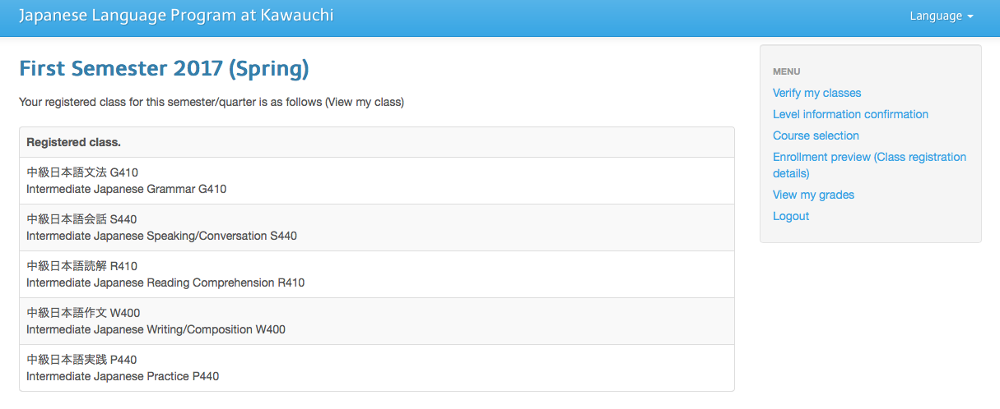 Japanese Language Program at Kawauchi
Language
First Semester 2017 (Spring)
Your registered class for this semester/quarter is as follows (View my class)
Registered class.
中級日本語文法 G410
Intermediate Japanese Grammar G410
中級日本語会話 S440
Intermediate Japanese Speaking/Conversation S440
中級日本語読解 R410
Intermediate Japanese Reading Comprehension R410
中級日本語作文 W400
Intermediate Japanese Writing/Composition W400
中級日本語実践 P440
Intermediate Japanese Practice P440
MENU
Verify my classes
Level information confirmation
Course selection
Enrollment preview (Class registration
details)
View my grades
Logout